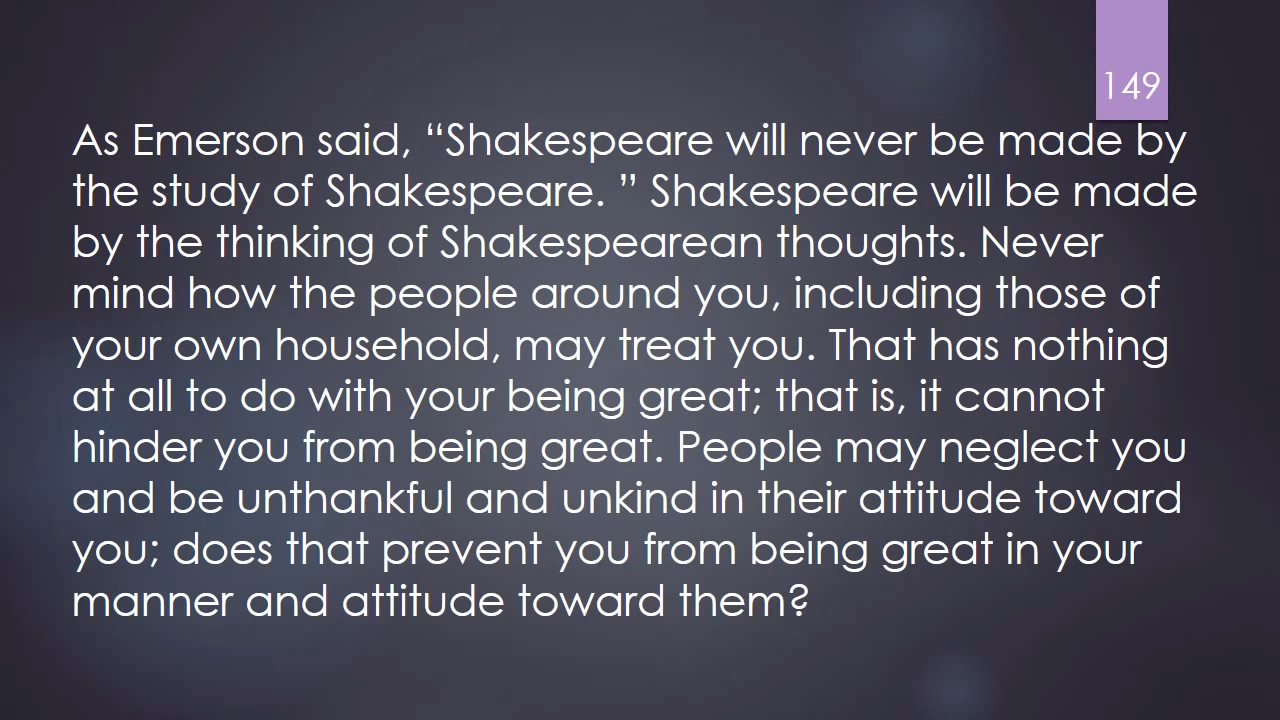 149
As Emerson said, “Shakespeare will never be made by
the study of Shakespeare. ” Shakespeare will be made
by the thinking of Shakespearean thoughts. Never
mind how the people around you, including those of
your own household, may treat you. That has nothing
at all to do with your being great; that is, it cannot
hinder you from being great. People may neglect you
and be unthankful and unkind in their attitude toward
you; does that prevent you from being great in your
manner and attitude toward them?